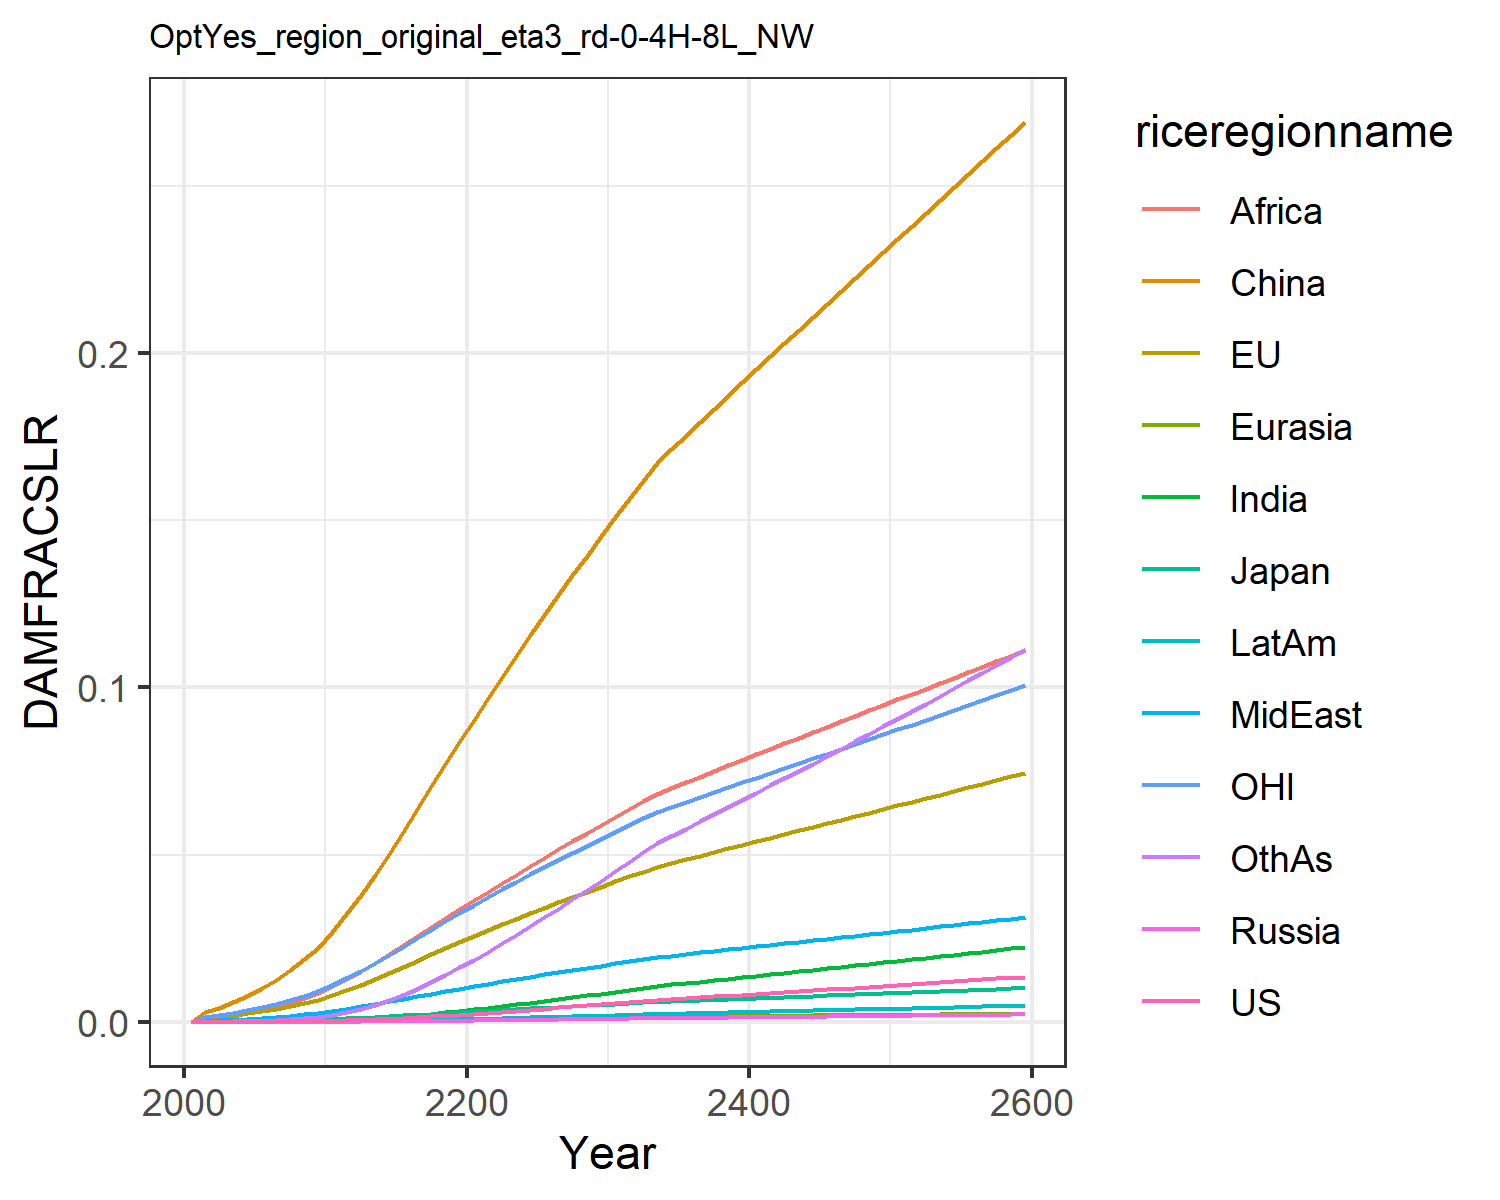 OptYes_region_original_eta3_rd-0-4H-8L_NW
DAMFRACSLR
0.2
0.1
0.0
2000 2200 2400 2600
Year
riceregionname
Africa
China
EU
Eurasia
India
Japan
LatAm
MidEast
OHI
OthAs
Russia
US